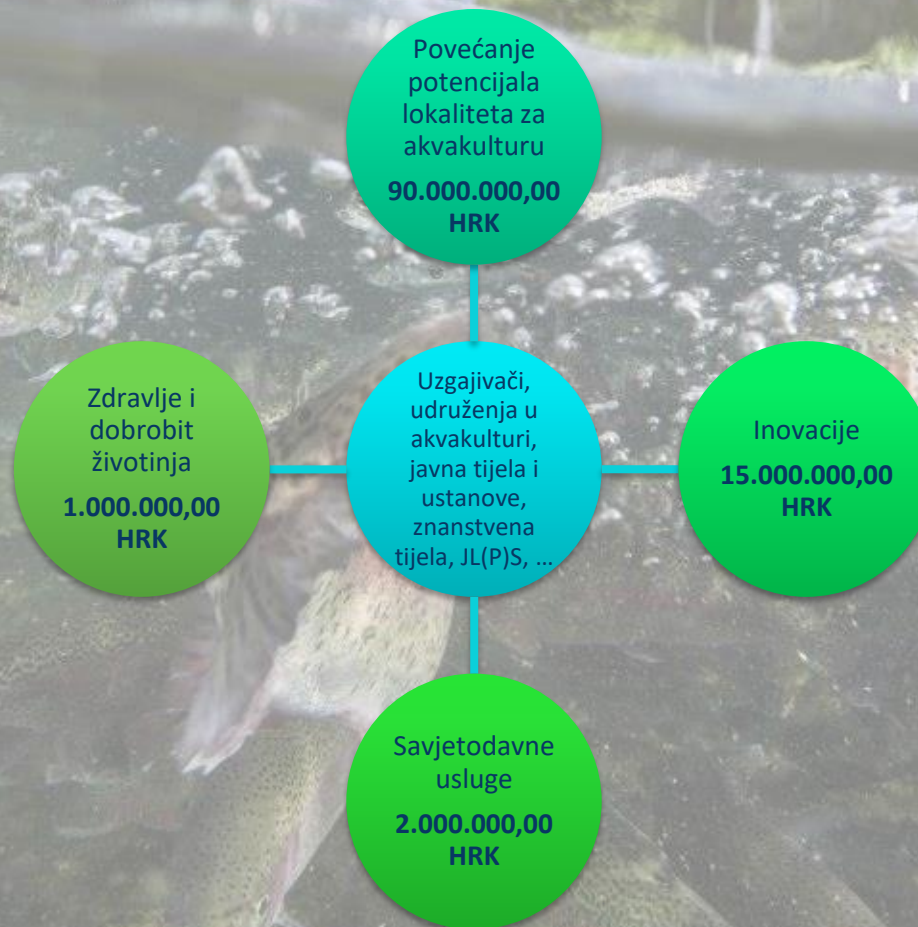 Povećanje
potencijala
lokaliteta za
akvakulturu
90.000.000,00
HRK
Zdravlje i
dobrobit
životinja
1.000.000,00
HRK
Uzgajivači,
udruženja u
akvakulturi,
javna tijela i
ustanove,
znanstvena
tijela, JL(P)S, ...
Inovacije
15.000.000,00
HRK
Savjetodavne
usluge
2.000.000,00
HRK